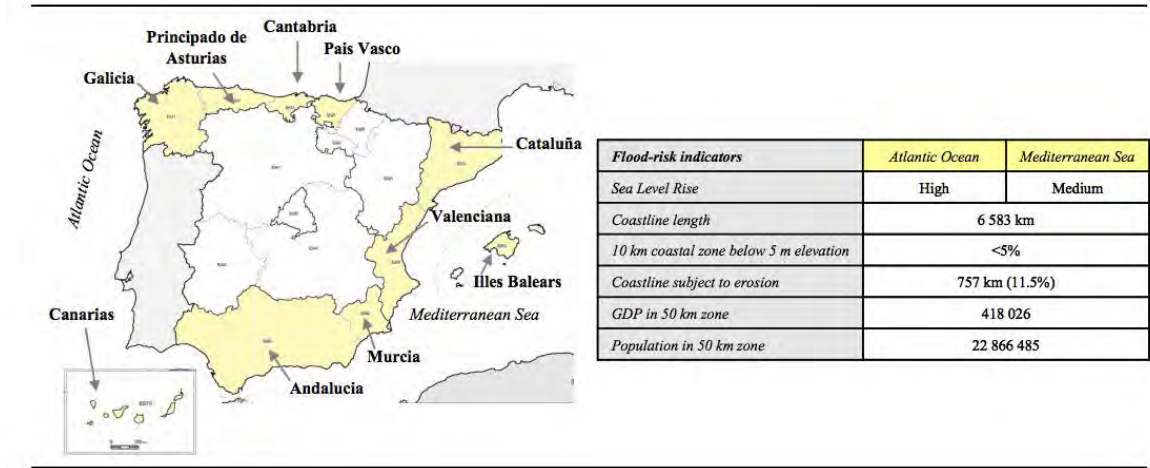 Cantabria
Principado de
Asturias
Pais Vasco
Galicia
Atlantic Ocean
Cataluña
Valenciana
Illes Balears
Mediterranean Sea
Canarias
Murcia
Andalucia
Flood-risk indicators Atlantic Ocean Mediterranean Sea
Sea Level Rise High Medium
Coastline length 6 583 km
10 km coastal zone below 5 m elevation <5%
Coastline subject to erosion 757 km (11.5%)
GDP in 50 km zone 418 026
Population in 50 km zone 22 866 485